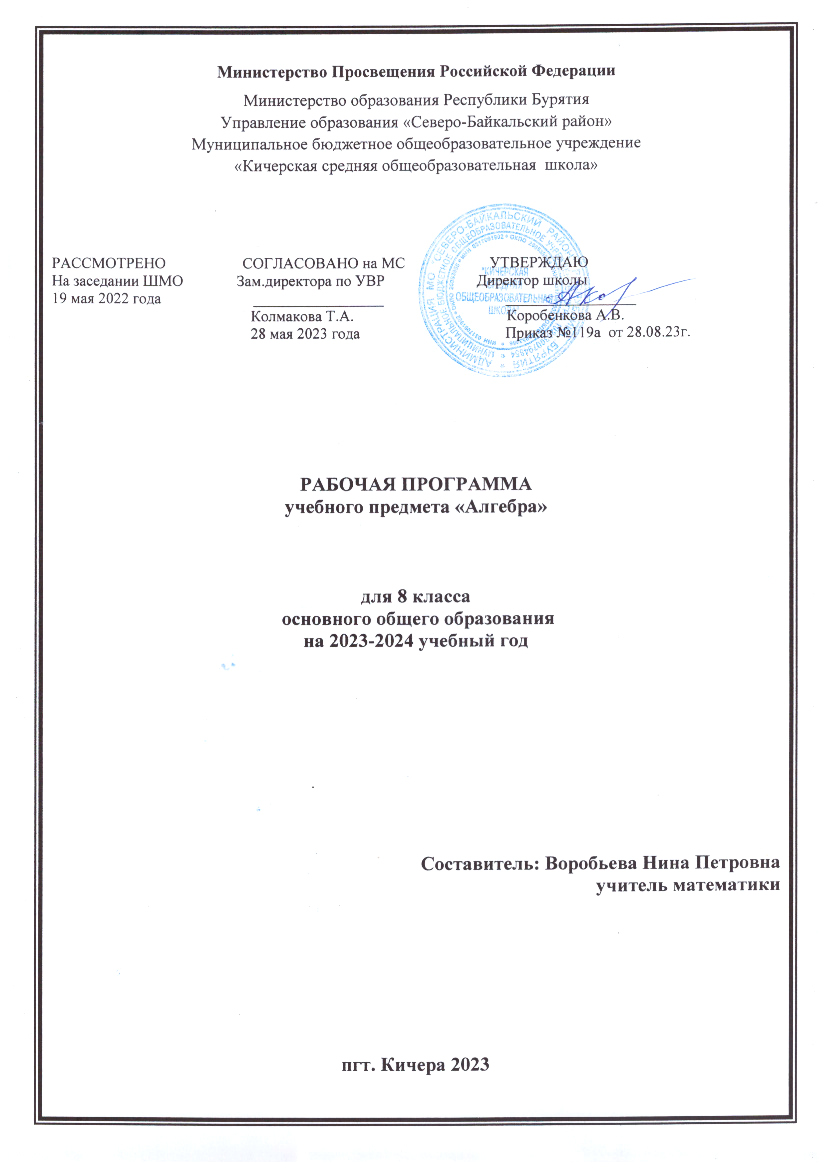 Министерство Просвещения Российской Федерации
Министерство образования Республики Бурятия
Управление образования «Северо-Байкальский район»
Муниципальное бюджетное общеобразовательное учреждение
«Кичерская средняя общеобразовательная школа»
РАССМОТРЕНО СОГЛАСОВАНО на МС УТВЕРЖДАЮ
На заседании ШМО Зам.директора по УВР Директор школы
19 мая 2022 года
Колмакова Т.А. Коробенкова А.В.
28 мая 2023 года Приказ №119а от 28.08.23г.
РАБОЧАЯ ПРОГРАММА
учебного предмета «Алгебра»
для 8 класса
основного общего образования
на 2023-2024 учебный год
Составитель: Воробьева Нина Петровна
учитель математики
пгт. Кичера 2023